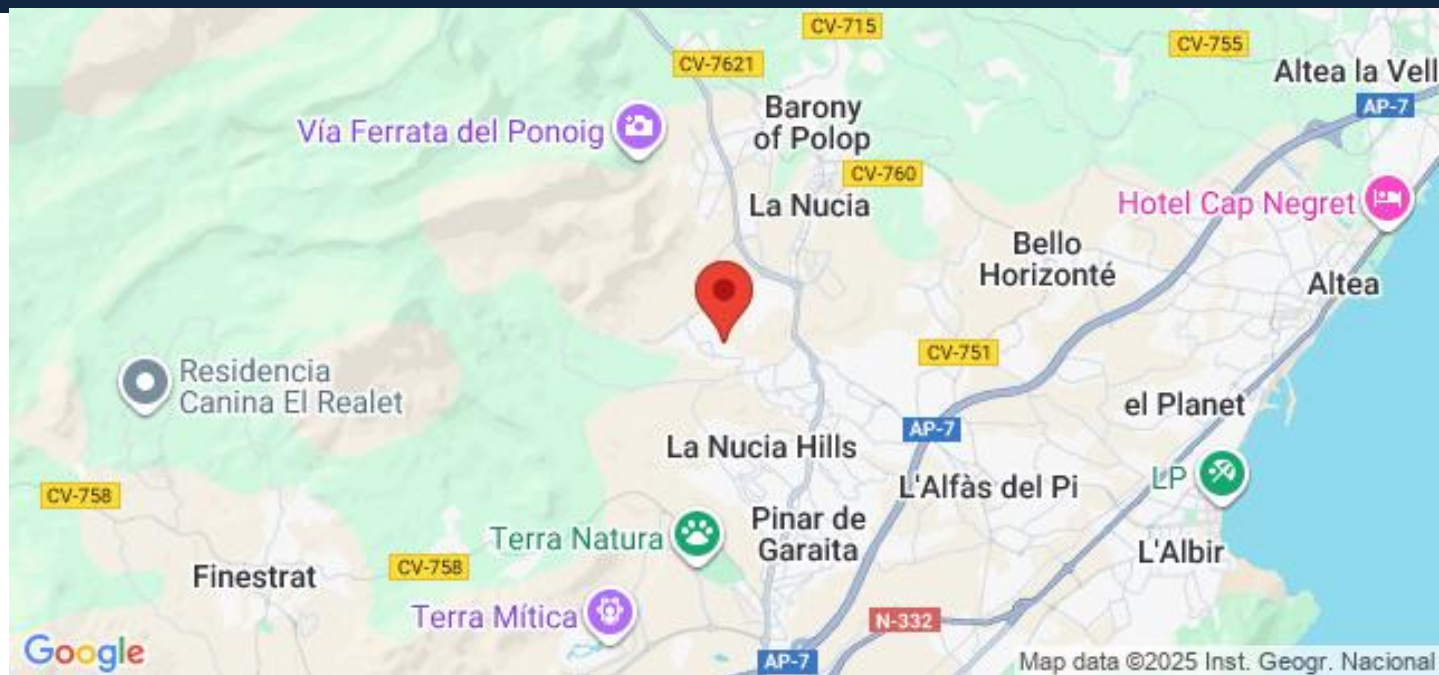 CV-715
CV-755
CV-7621
Altea la Vell
AP-7
Barony
of Polop
Vía Ferrata del Ponoig
CV-760
La Nucia
Hotel Cap Negret
Bello
Horizonté
Altea
CV-751
Residencia
Canina El Realet
el Planet
AP-7
La Nucia Hills
L'Alfàs del Pi
LP
CV-758
Pinar de
Garaita
Terra Natura
L'Albir
CV-758
Finestrat
Terra Mítica
N-332
Google
AP-7
Map data ©2025 Inst. Geogr. Nacional